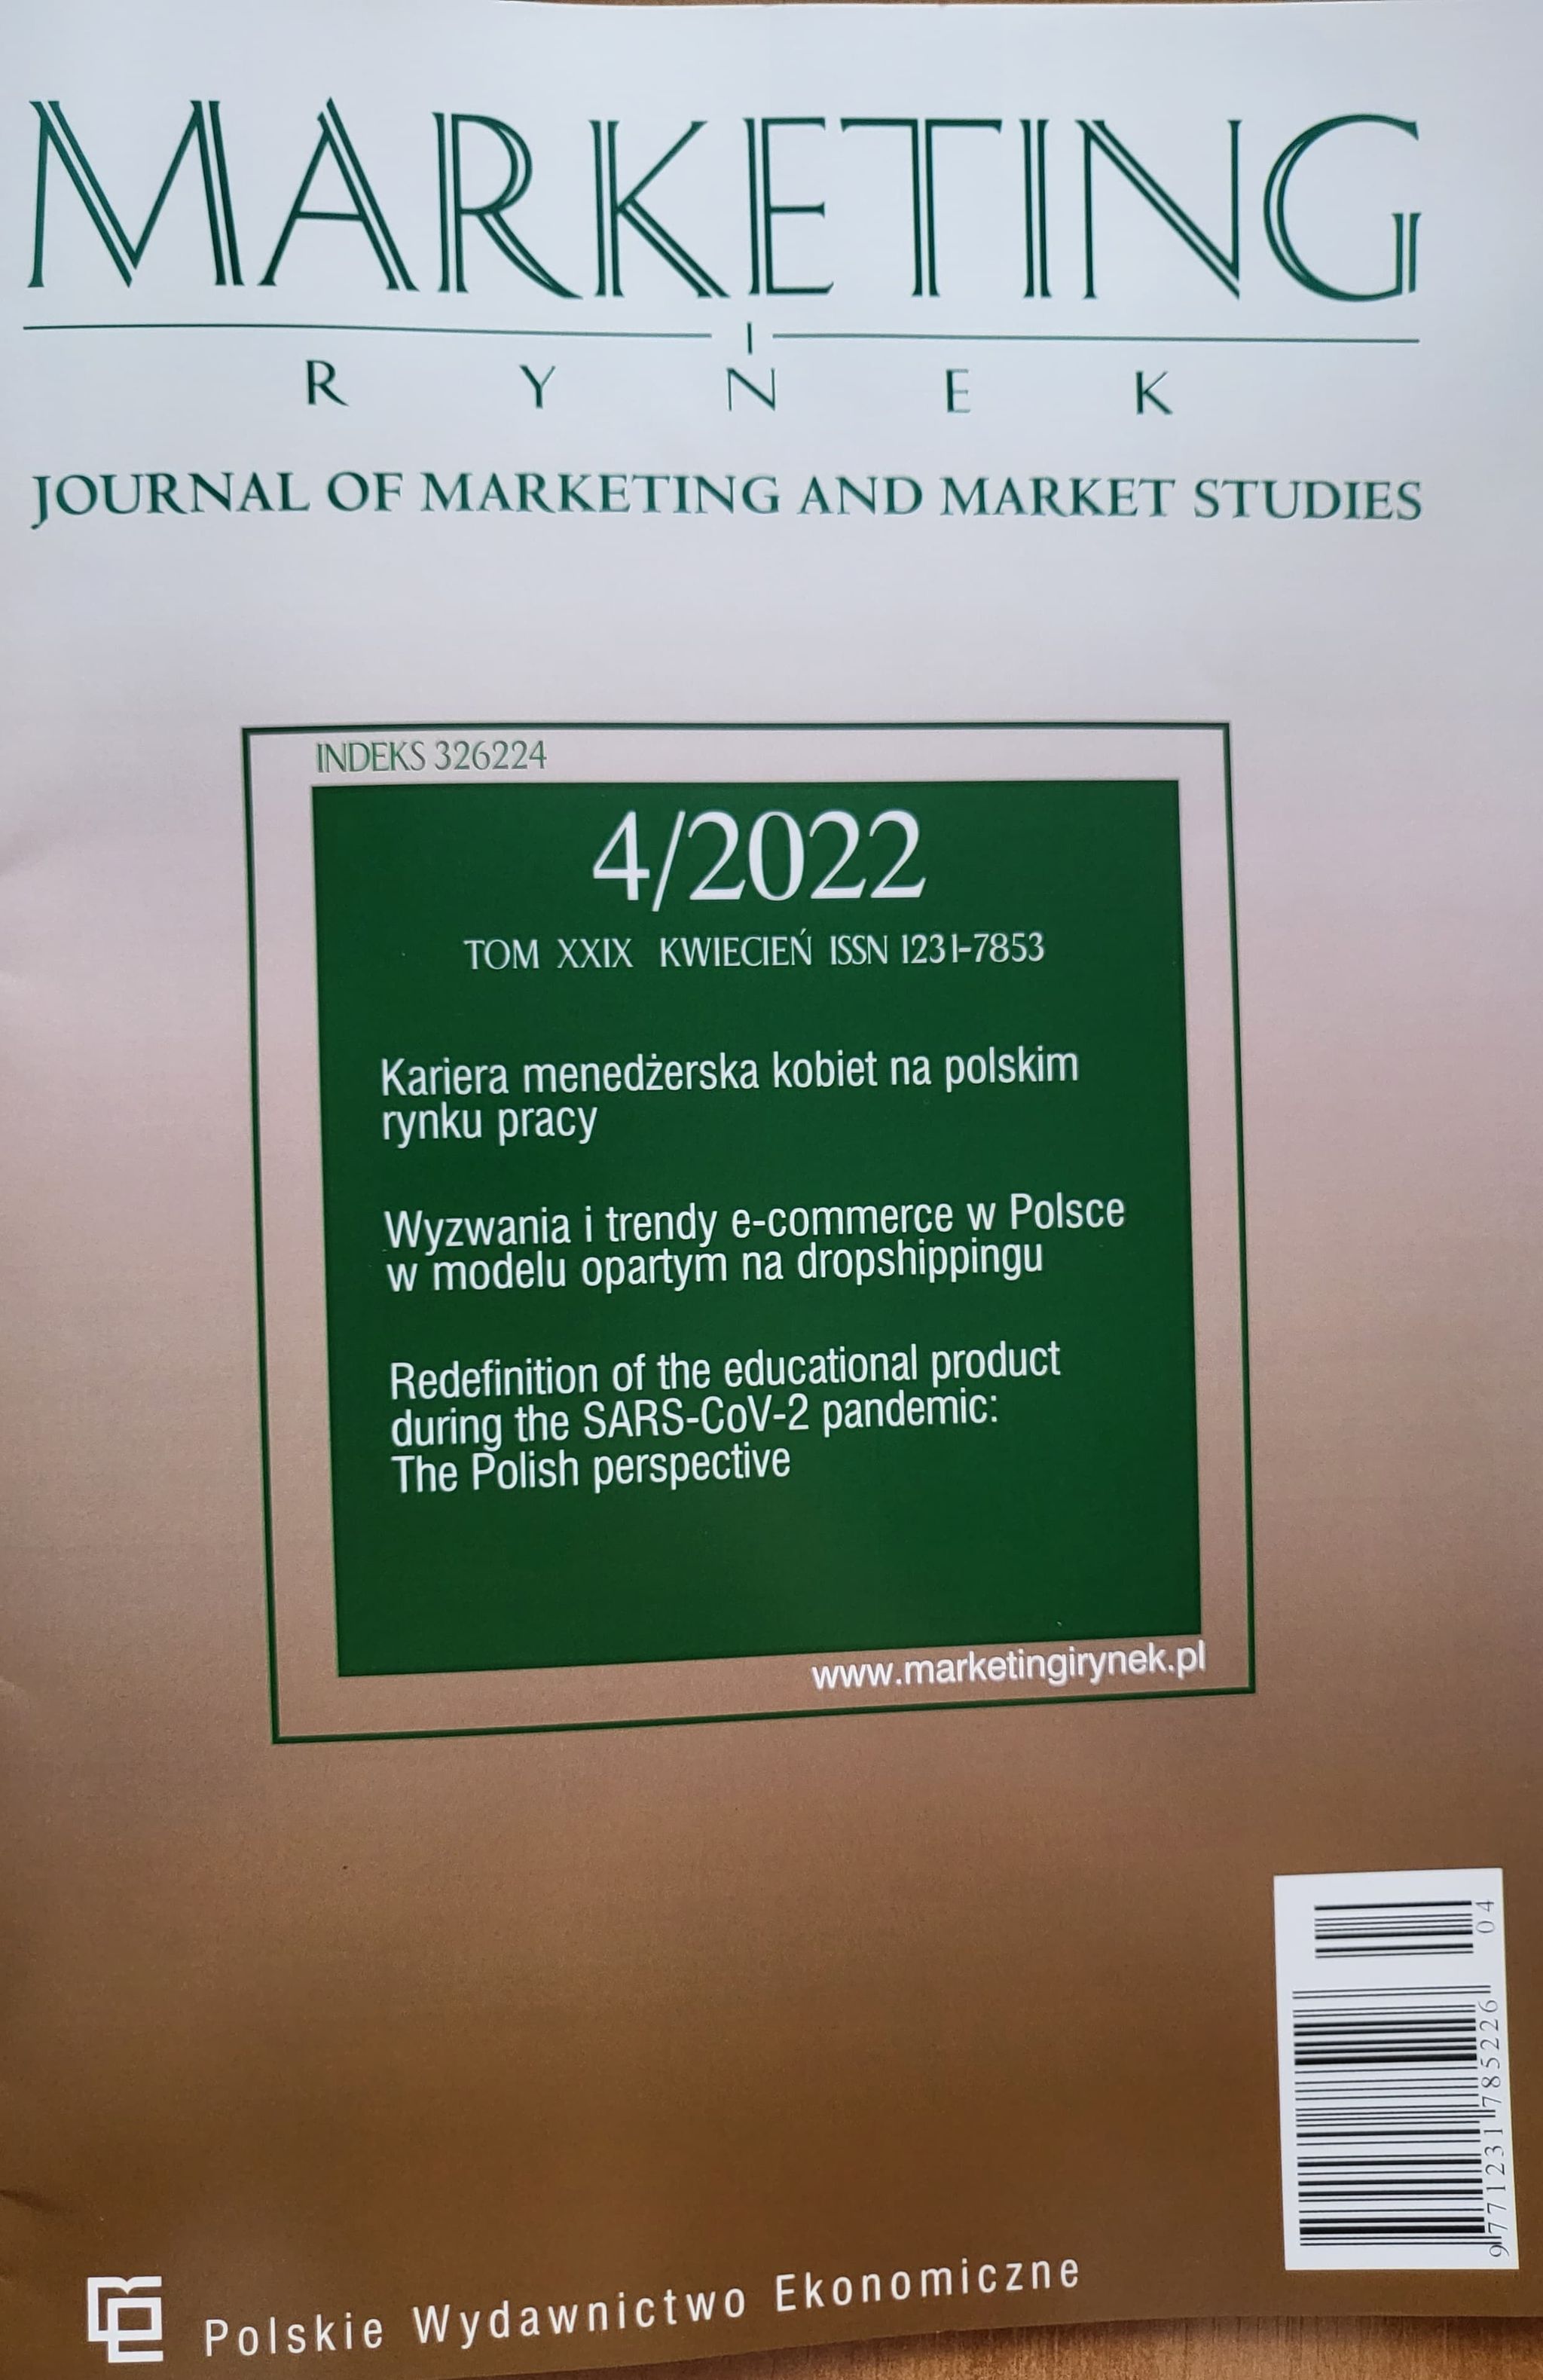 MARKETING
I
RYNEK
JOURNAL OF MARKETING AND MARKET STUDIES
INDEKS 326224
4/2022
TOM XXIX KWIECIEŃ ISSN 1231-7853
Kariera menedżerska kobiet na polskim
rynku pracy
Wyzwania i trendy e-commerce w Polsce
w modelu opartym na dropshippingu
Redefinition of the educational product
during the SARS-CoV-2 pandemic:
The Polish perspective
www.marketingirynek.pl
04
9771231785226
Polskie Wydawnictwo Ekonomiczne